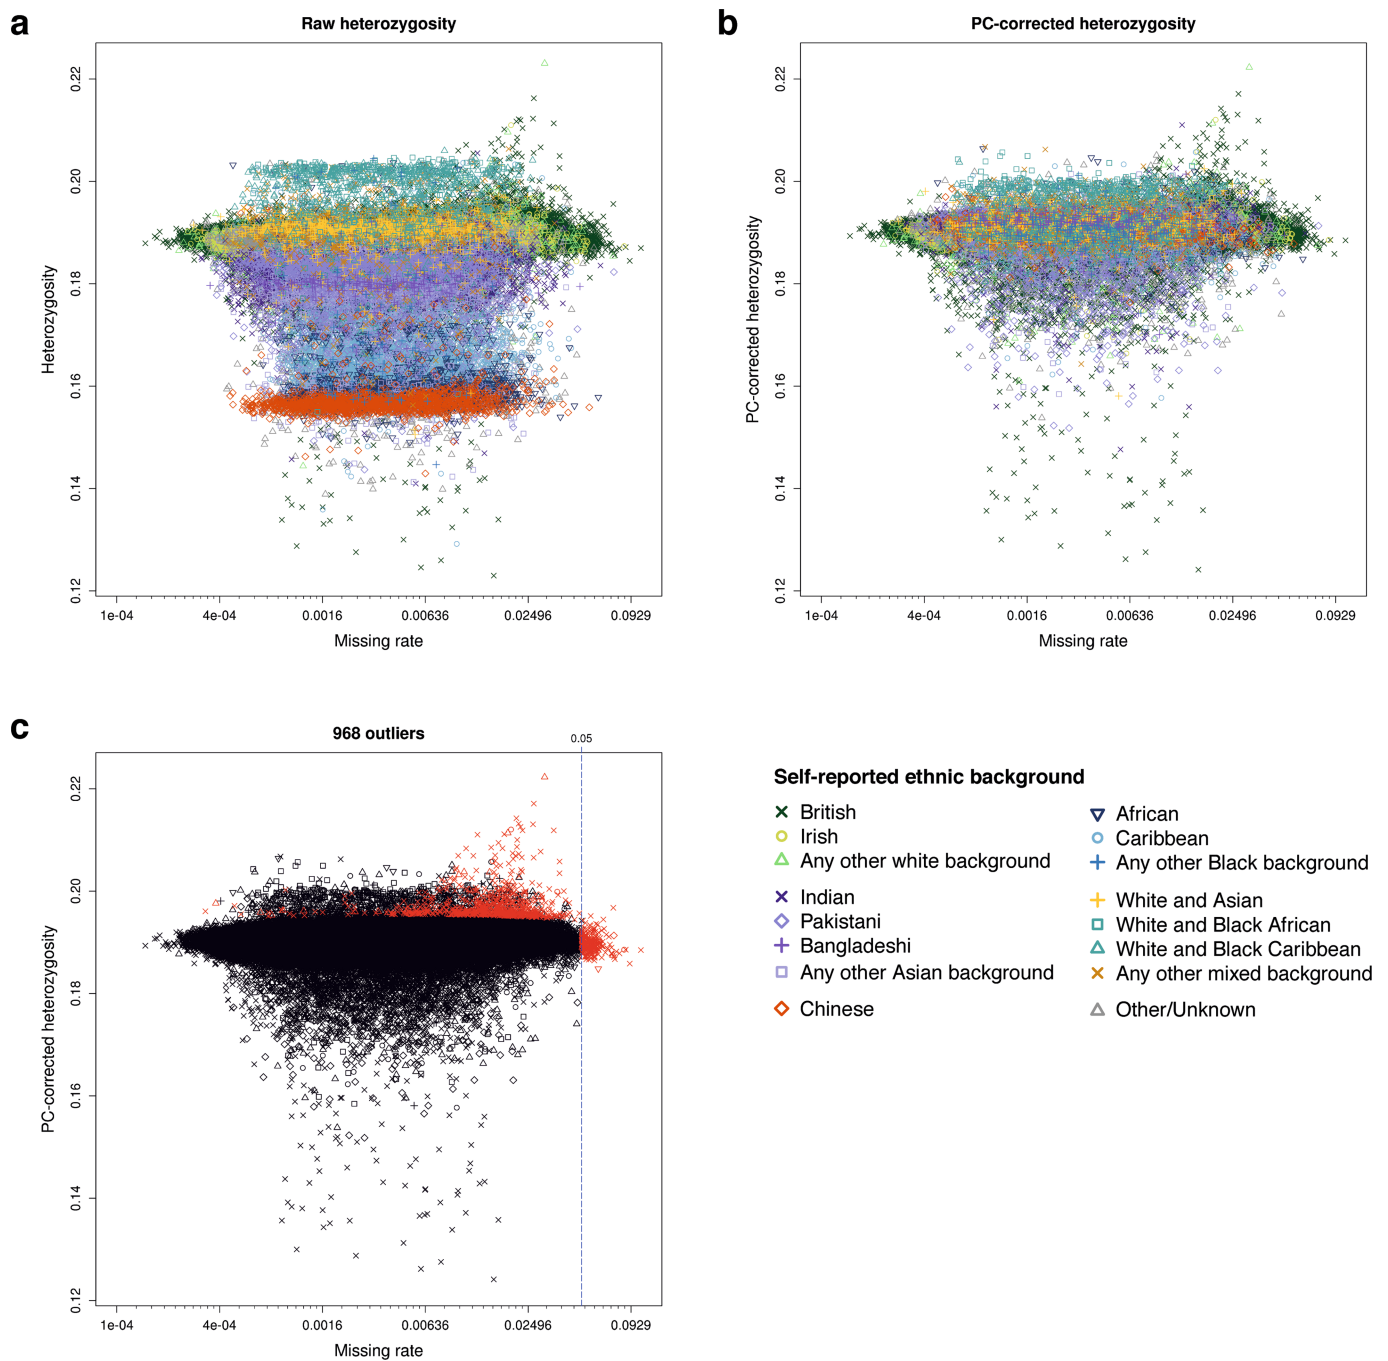 a
Raw heterozygosity
Heterozygosity
0.22
0.20
0.18
0.16
0.14
0.12
1e-04 4e-04 0.0016 0.00636 0.02496 0.0929
Missing rate
b
PC-corrected heterozygosity
PC-corrected heterozygosity
0.22
0.20
0.18
0.16
0.14
0.12
1e-04 4e-04 0.0016 0.00636 0.02496 0.0929
Missing rate
c
968 outliers
0.05
PC-corrected heterozygosity
0.22
0.20
0.18
0.16
0.14
0.12
1e-04 4e-04 0.0016 0.00636 0.02496 0.0929
Missing rate
Self-reported ethnic background
British
Irish
Any other white background
Indian
Pakistani
Bangladeshi
Any other Asian background
Chinese
African
Caribbean
Any other Black background
White and Asian
White and Black African
White and Black Caribbean
Any other mixed background
Other/Unknown